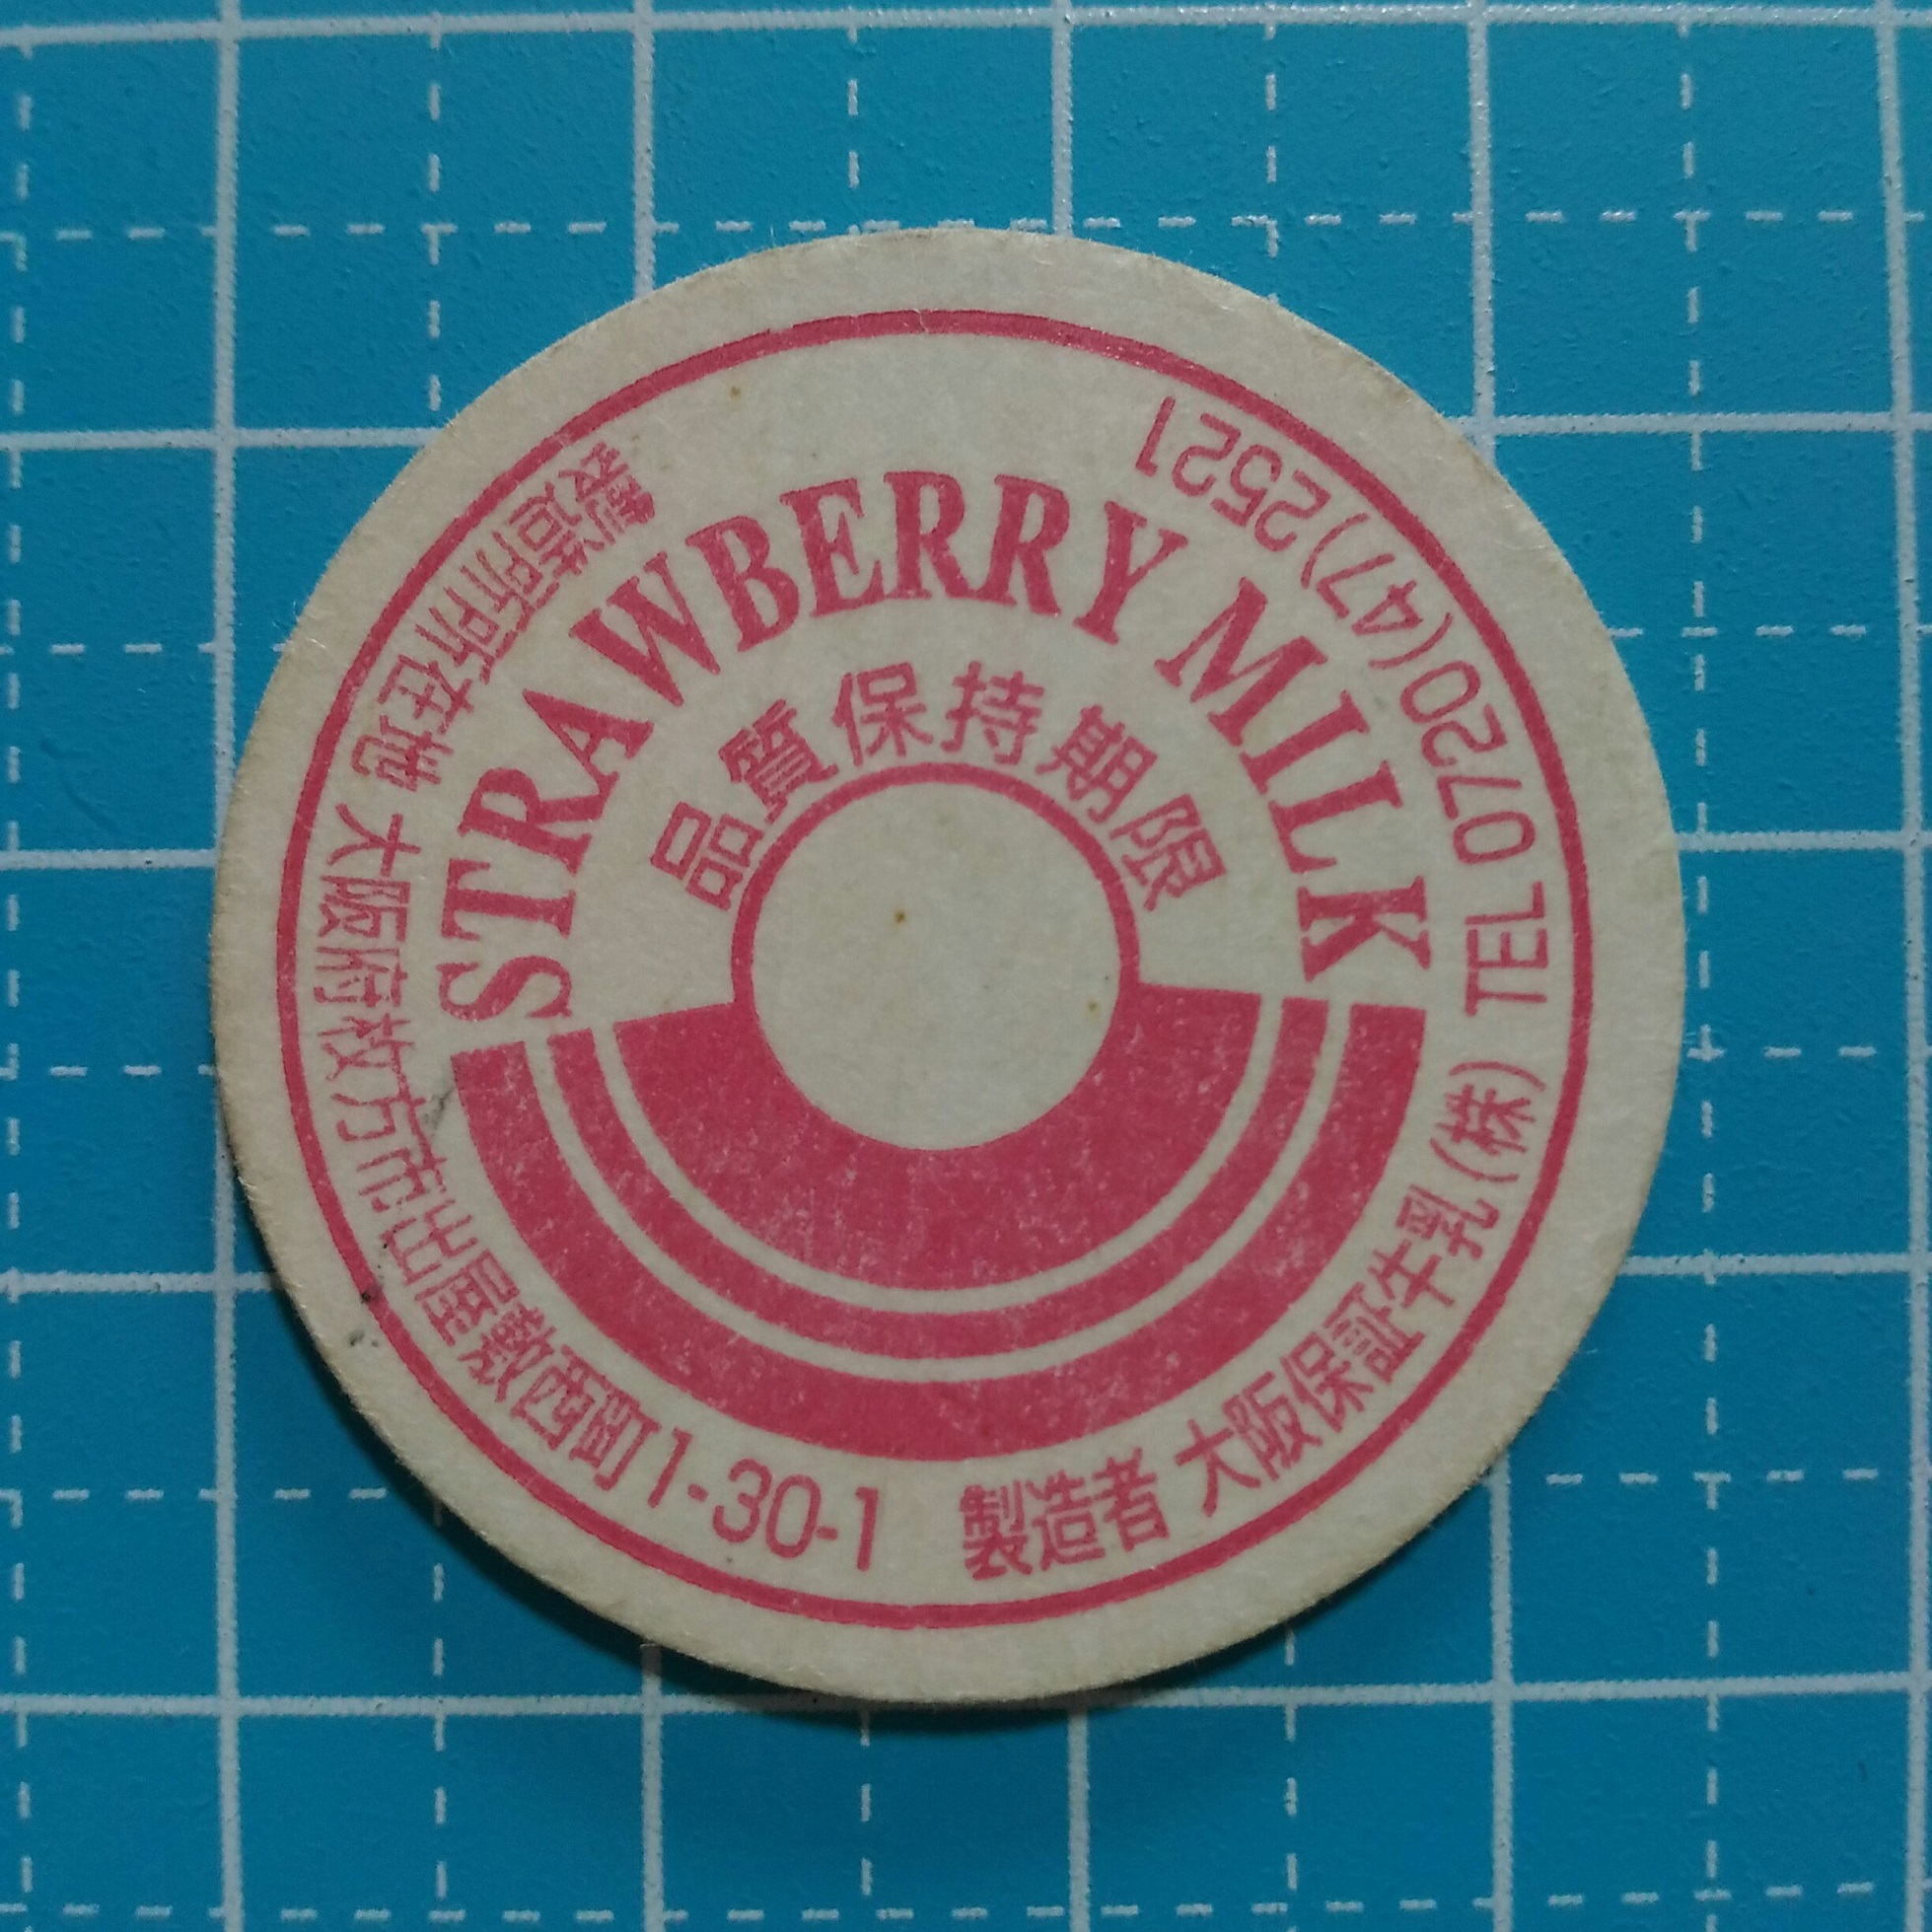 STRAWBERRY MILK
品質保持期限
製造所所在地 大阪府枚方市出屋敷西町1-30-1 製造者 大阪保証牛乳(株) TEL 0720(47)2521